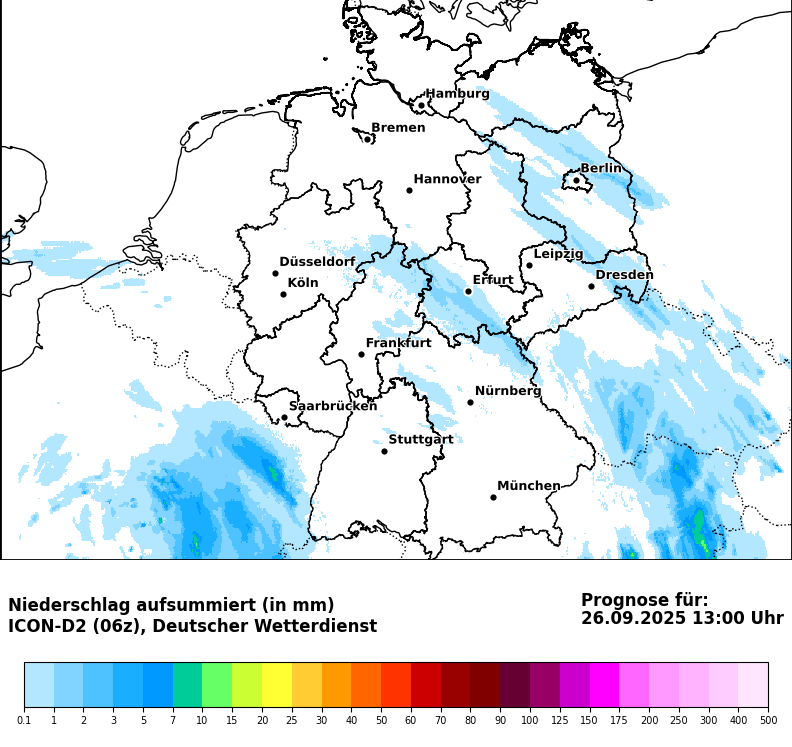 Hamburg
Bremen
Berlin
Hannover
Leipzig
Düsseldorf
Dresden
Köln
Erfurt
Frankfurt
Nürnberg
Saarbrücken
Stuttgart
München
Niederschlag aufsummiert (in mm)
ICON-D2 (06z), Deutscher Wetterdienst
Prognose für:
26.09.2025 13:00 Uhr
0.1 1 2 3 5 7 10 15 20 25 30 40 50 60 70 80 90 100 125 150 175 200 250 300 400 500